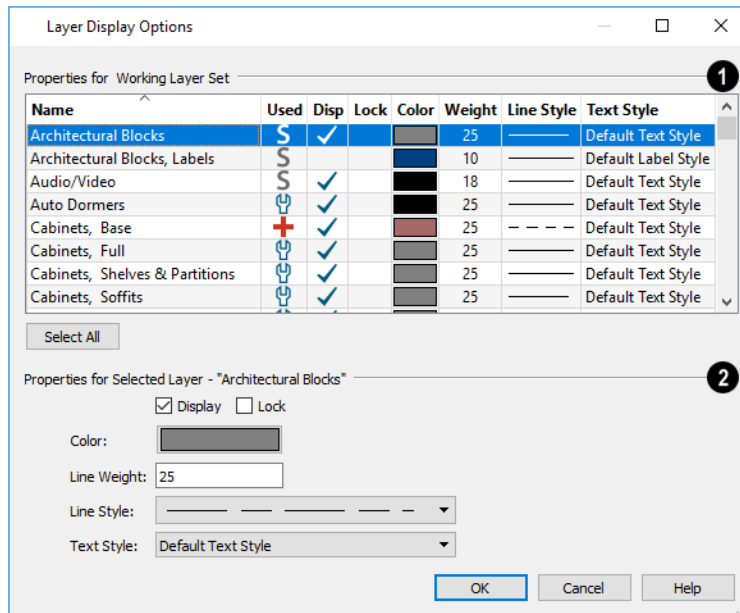 Layer Display Options
Properties for Working Layer Set 1
Name Used Disp Lock Color Weight Line Style Text Style
Architectural Blocks S 25 Default Text Style
Architectural Blocks, Labels S 10 Default Label Style
Audio/Video S 18 Default Text Style
Auto Dormers 25 Default Text Style
Cabinets, Base 25 Default Text Style
Cabinets, Full 25 Default Text Style
Cabinets, Shelves & Partitions 25 Default Text Style
Cabinets, Soffits 25 Default Text Style
Select All
Properties for Selected Layer - "Architectural Blocks" 2
Display Lock
Color:
Line Weight: 25
Line Style:
Text Style: Default Text Style
OK Cancel Help